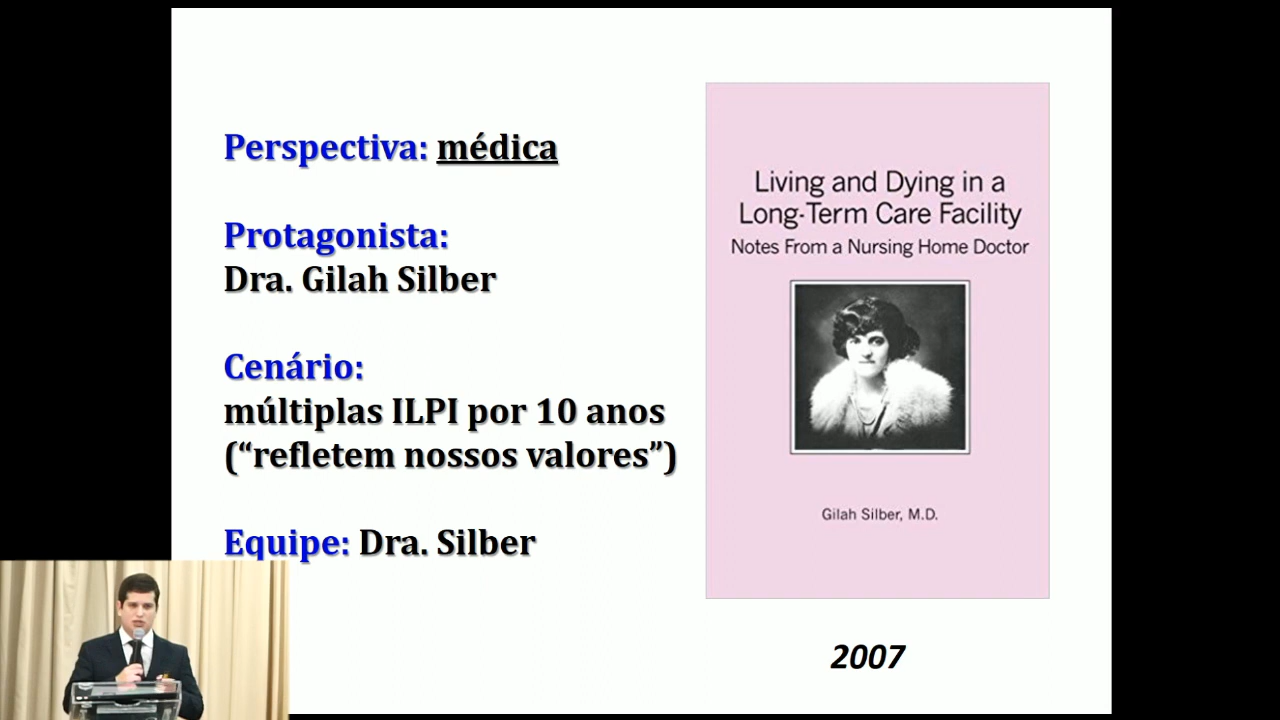 Perspectiva: médica
Protagonista:
Dra. Gilah Silber
Cenário:
múltiplas ILPI por 10 anos
(“refletem nossos valores”)
Equipe: Dra. Silber
Living and Dying in a
Long-Term Care Facility
Notes From a Nursing Home Doctor
Gilah Silber, M.D.
2007